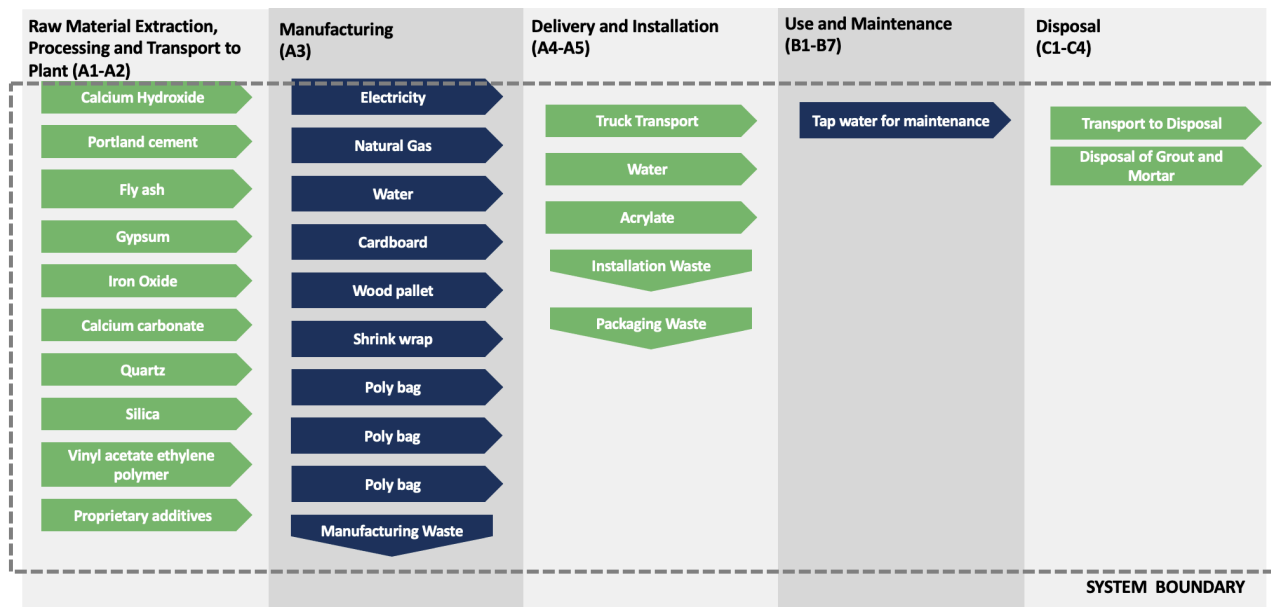 Raw Material Extraction,
Processing and Transport to
Plant (A1-A2)
Calcium Hydroxide
Portland cement
Fly ash
Gypsum
Iron Oxide
Calcium carbonate
Quartz
Silica
Vinyl acetate ethylene
polymer
Proprietary additives
Manufacturing
(A3)
Electricity
Natural Gas
Water
Cardboard
Wood pallet
Shrink wrap
Poly bag
Poly bag
Poly bag
Manufacturing Waste
Delivery and Installation
(A4-A5)
Truck Transport
Water
Acrylate
Installation Waste
Packaging Waste
Use and Maintenance
(B1-B7)
Tap water for maintenance
Disposal
(C1-C4)
Transport to Disposal
Disposal of Grout and
Mortar
SYSTEM BOUNDARY